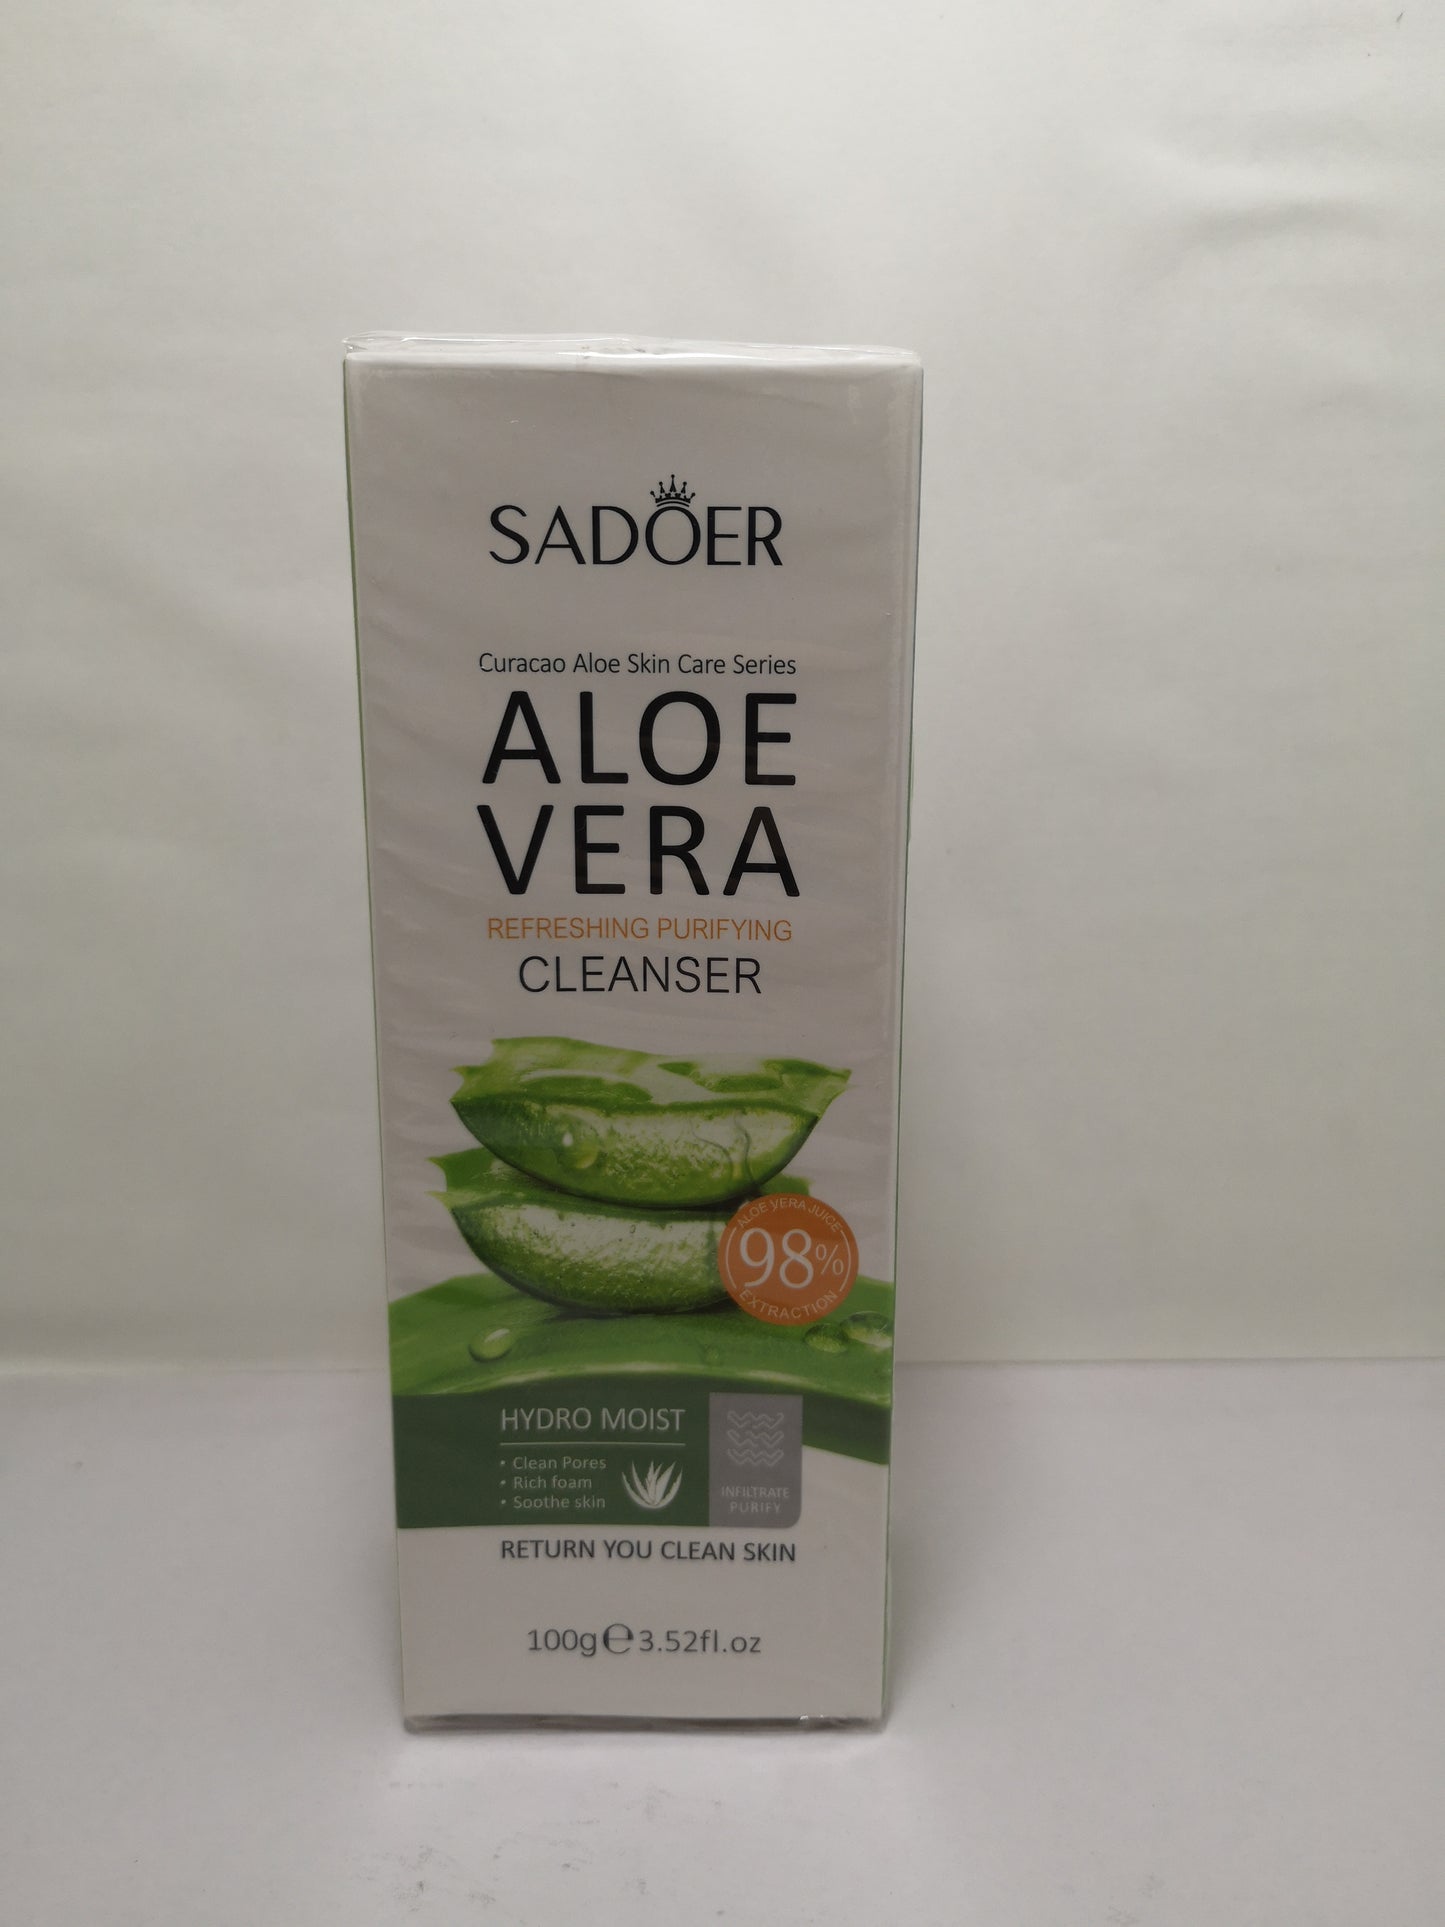 SADOER
Curacao Aloe Skin Care Series
ALOE
VERA
REFRESHING PURIFYING
CLEANSER
ALOE VERA JUICE
98%
EXTRACTION
HYDRO MOIST
• Clean Pores
• Rich foam
• Soothe skin
INFILTRATE
PURIFY
RETURN YOU CLEAN SKIN
100g℮3.52fl.oz